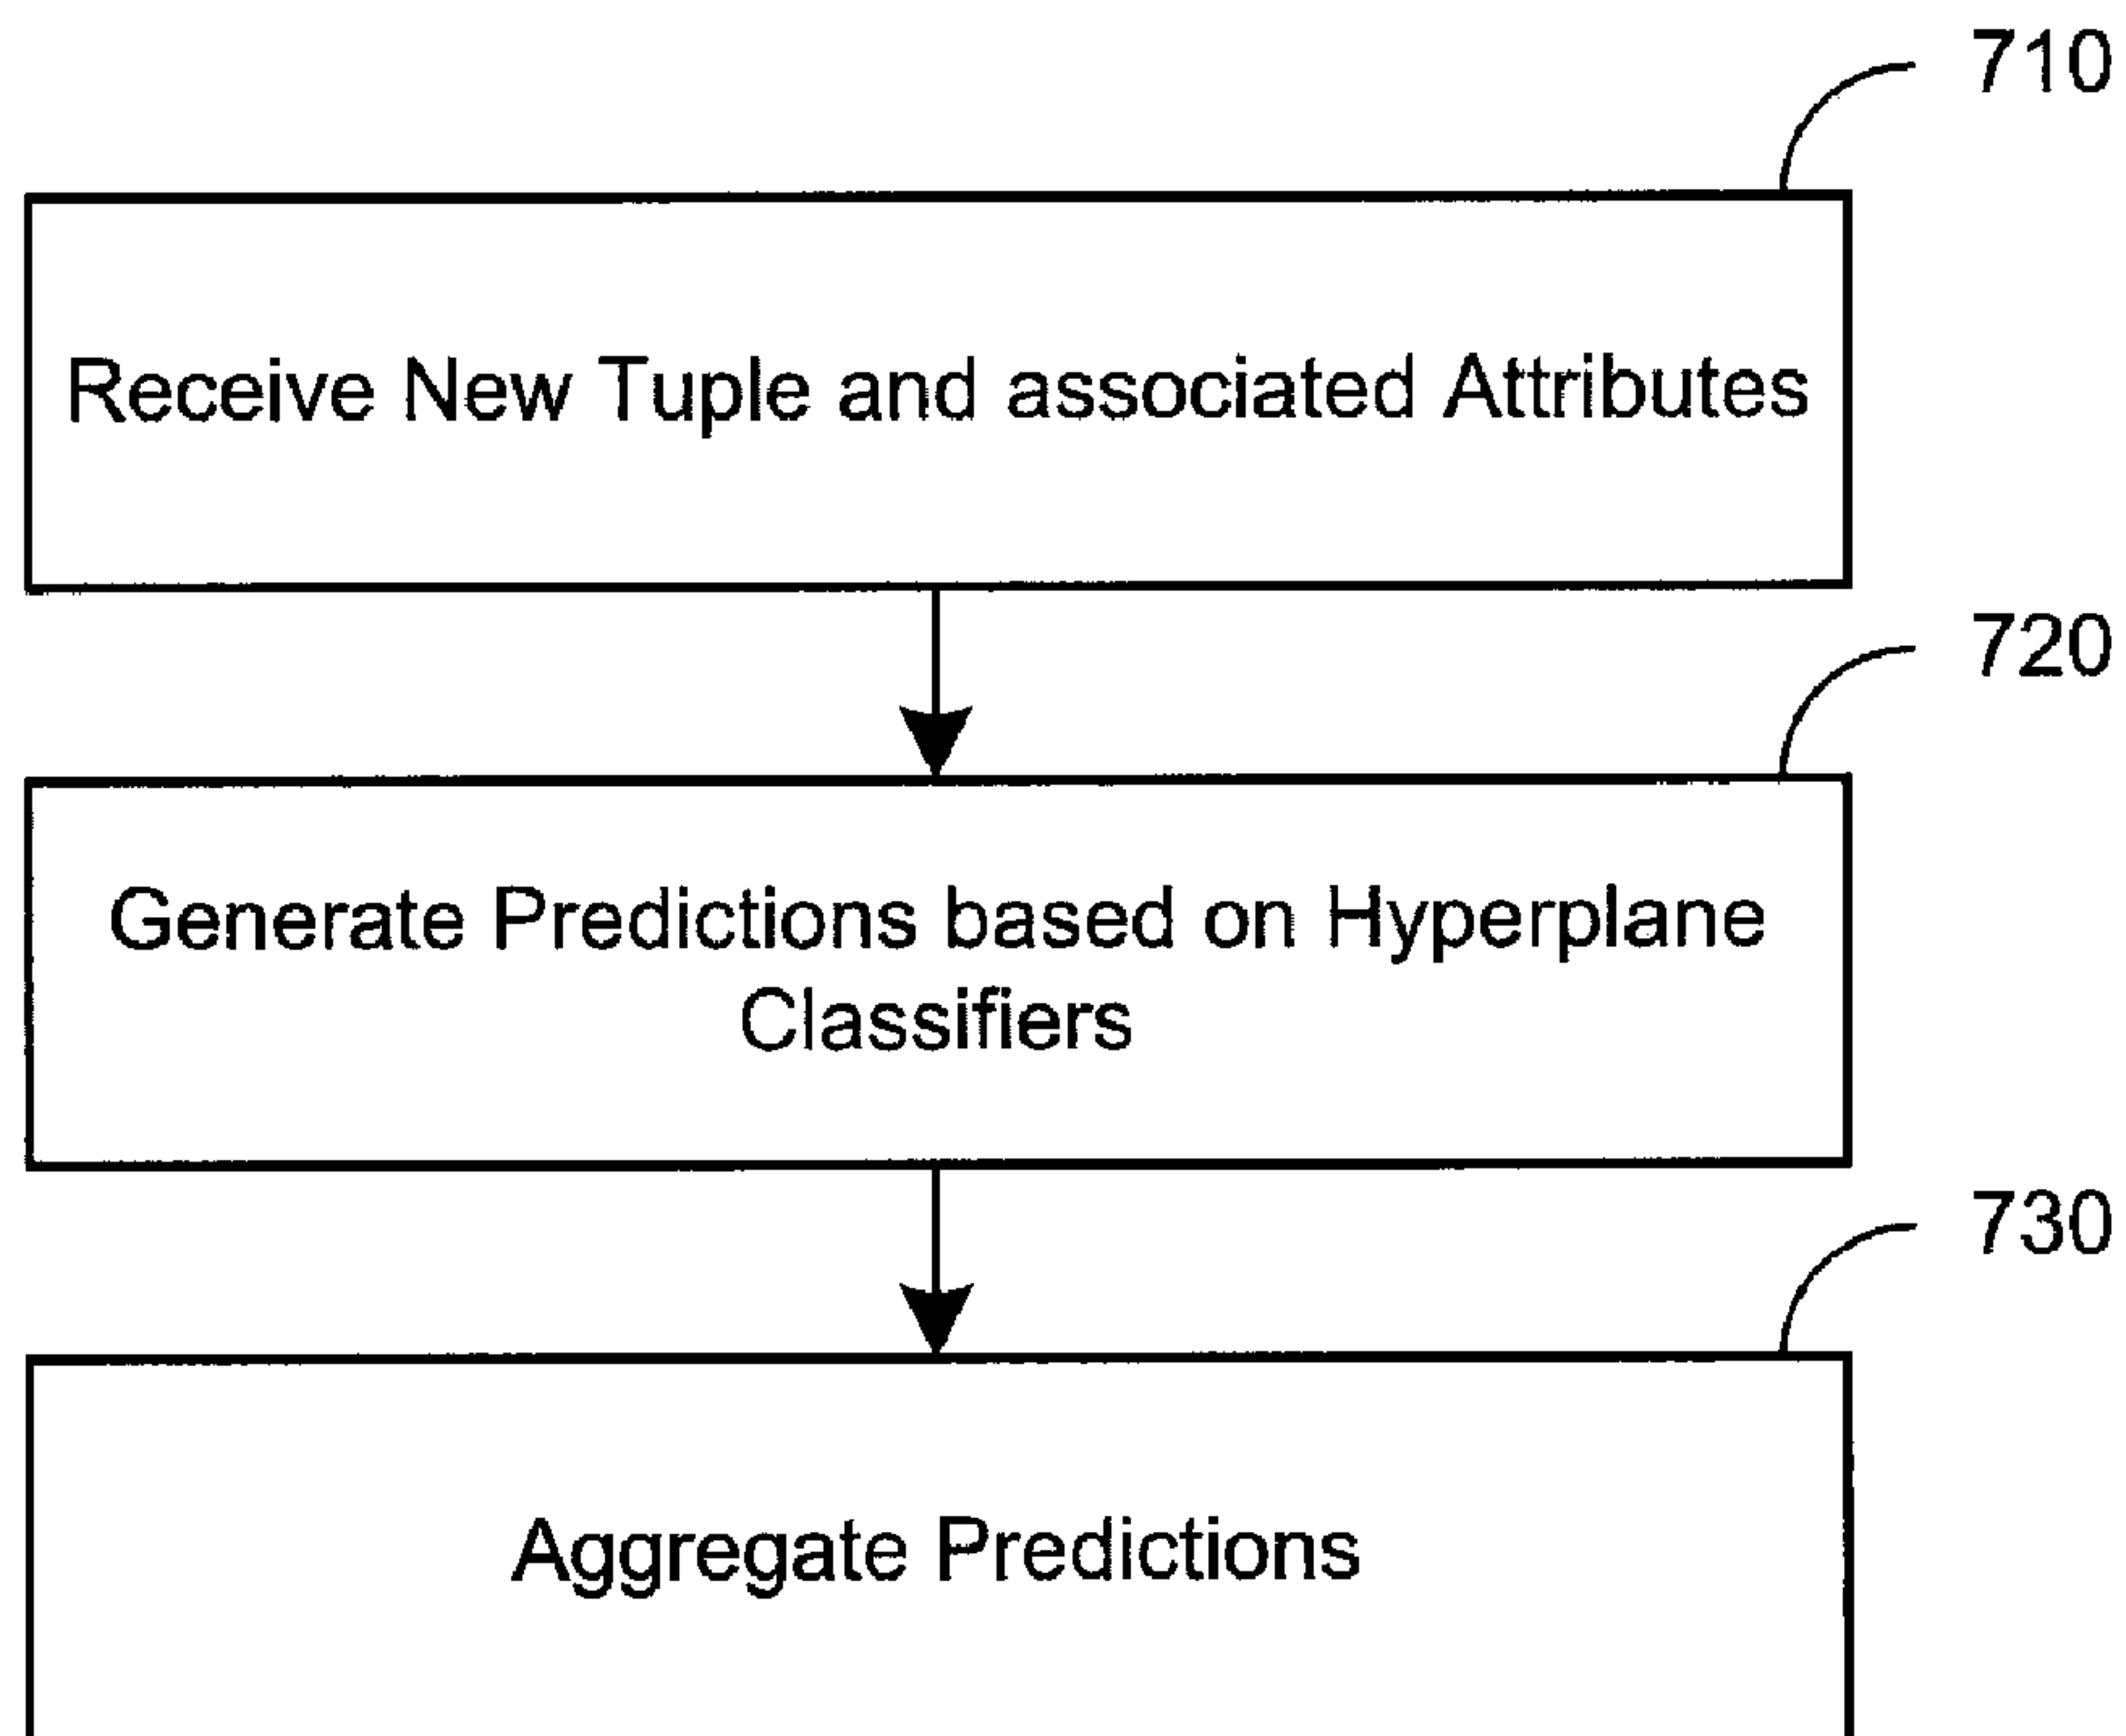 710
Receive New Tuple and associated Attributes
720
Generate Predictions based on Hyperplane
Classifiers
730
Aggregate Predictions